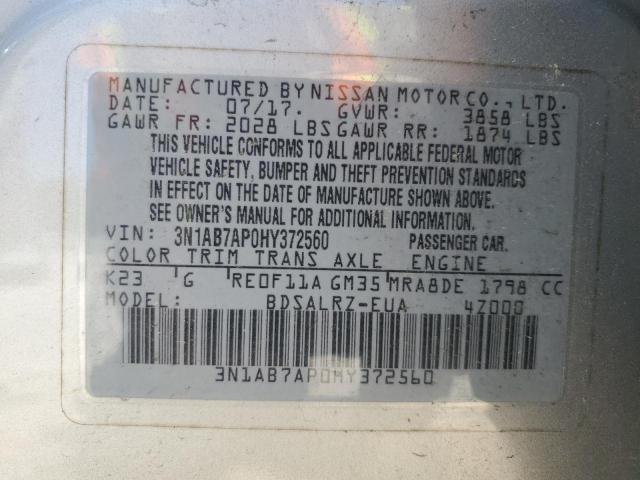 MANUFACTURED BY NISSAN MOTOR CO., LTD.
DATE: 07/17. GVWR: 3858 LBS
GAWR FR: 2028 LBS GAWR RR: 1874 LBS
THIS VEHICLE CONFORMS TO ALL APPLICABLE FEDERAL MOTOR
VEHICLE SAFETY, BUMPER AND THEFT PREVENTION STANDARDS
IN EFFECT ON THE DATE OF MANUFACTURE SHOWN ABOVE.
SEE OWNER'S MANUAL FOR ADDITIONAL INFORMATION.
VIN: 3N1AB7AP0HY372560 PASSENGER CAR.
COLOR TRIM TRANS AXLE ENGINE
K23 G RE0F11A GM35 MRA8DE 1798 CC
MODEL: BDSALRZ-EUA 4Z000
3N1AB7AP0HY372560